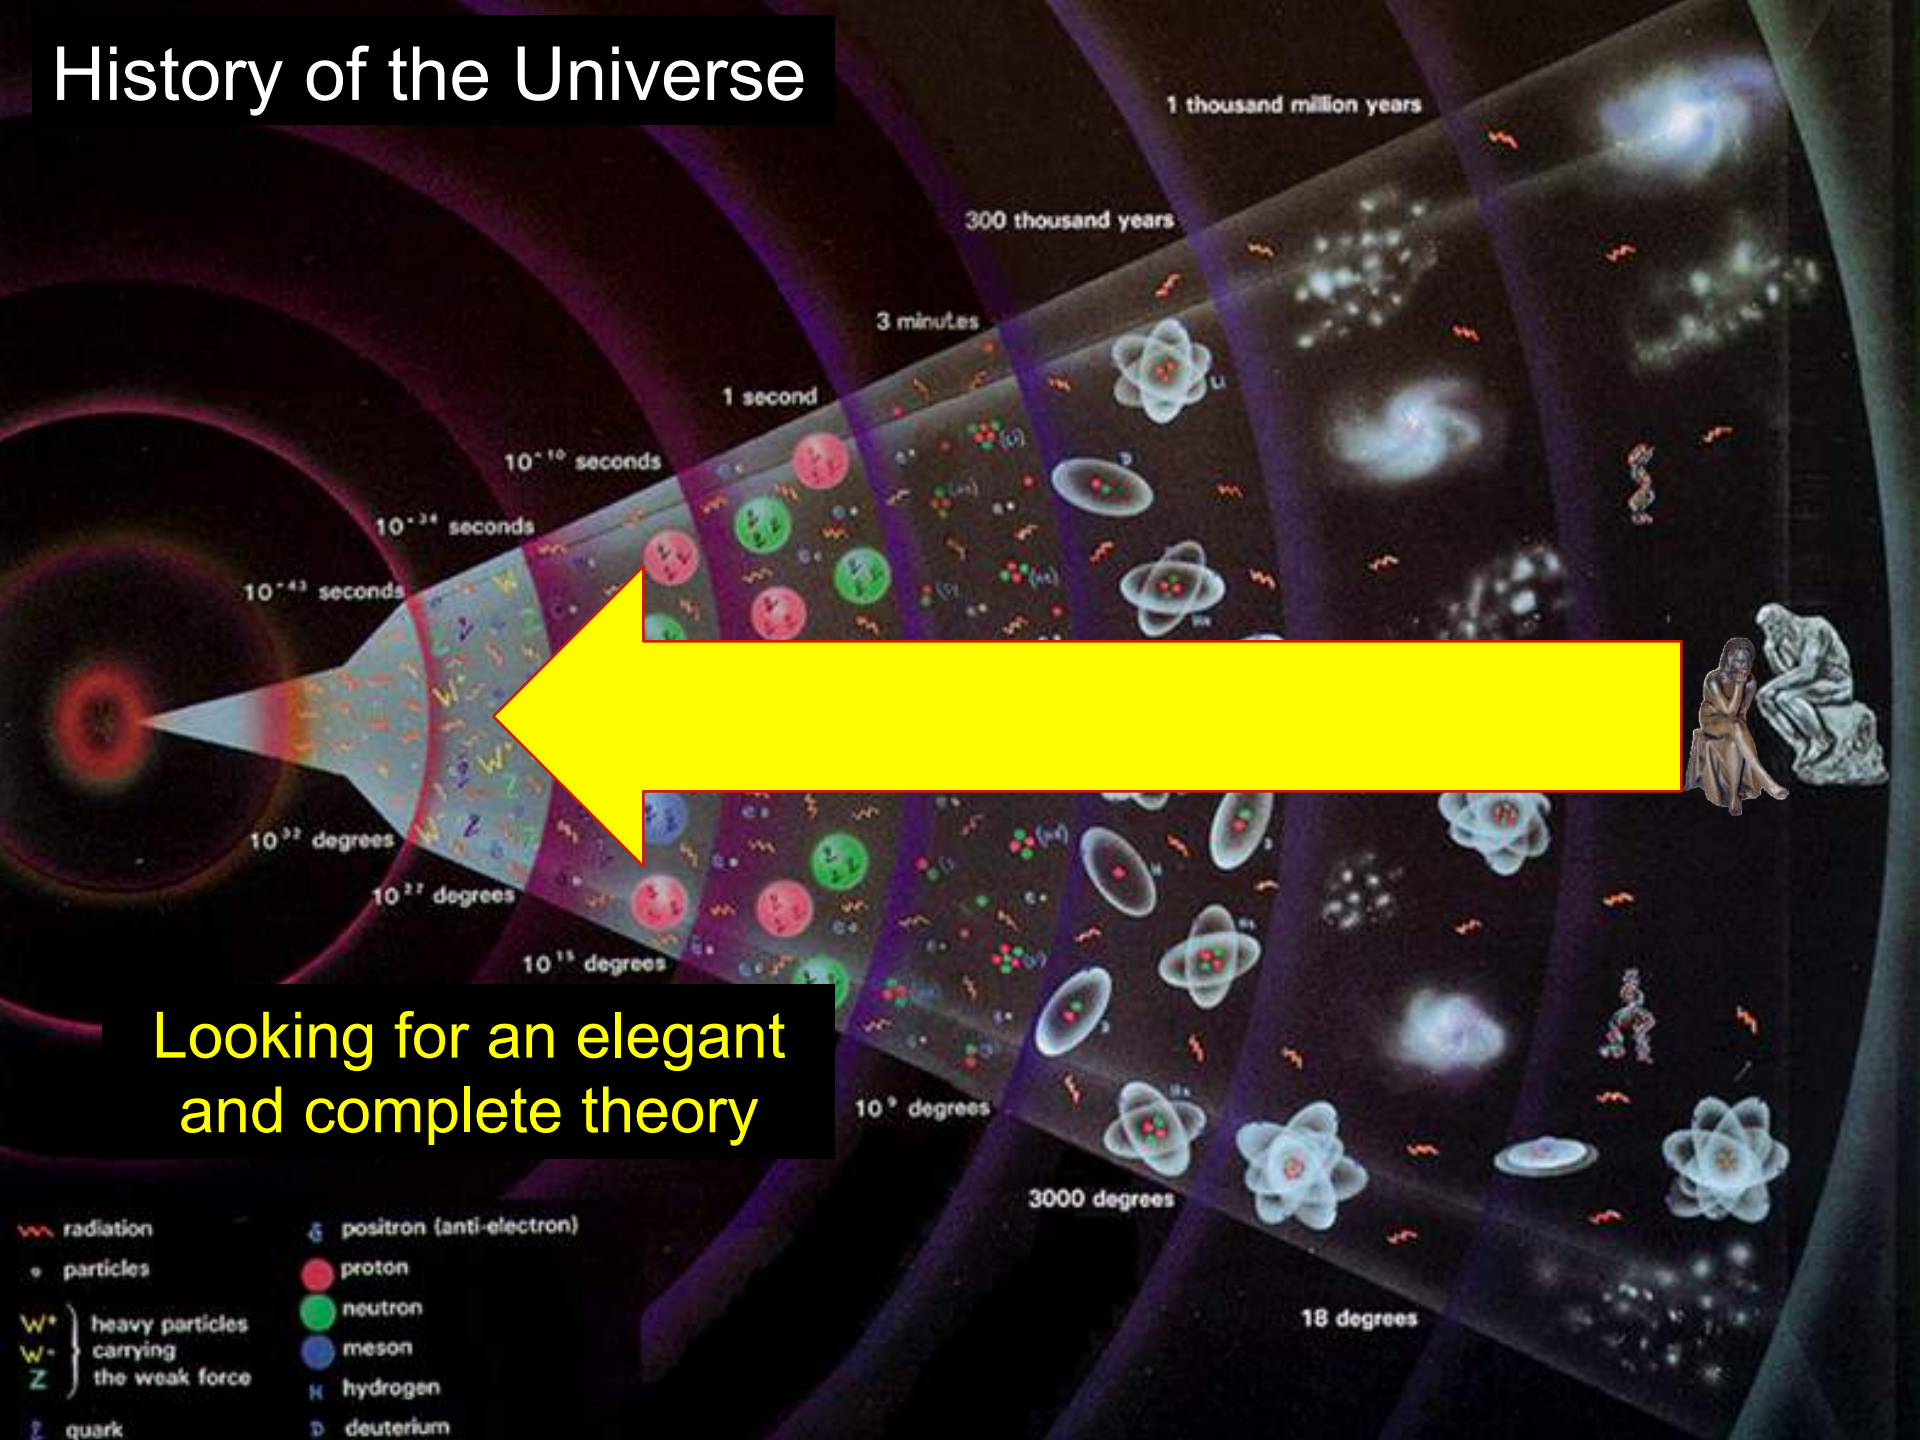 History of the Universe
1 thousand million years
300 thousand years
3 minutes
1 second
10⁻¹⁰ seconds
10⁻³⁴ seconds
10⁻⁴³ seconds
10³² degrees
10²⁷ degrees
10¹⁵ degrees
Looking for an elegant
and complete theory
10⁹ degrees
3000 degrees
18 degrees
radiation
particles
W⁺
W⁻
Z
heavy particles
carrying
the weak force
quark
positron (anti-electron)
proton
neutron
meson
H hydrogen
D deuterium
Li
D
W⁺
W⁺
Z